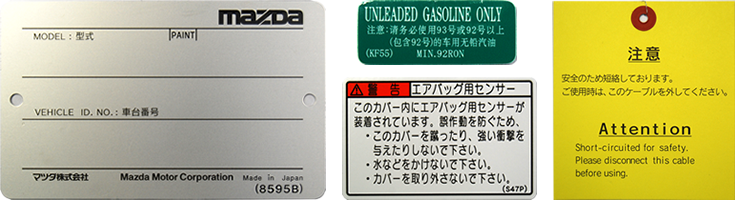 mazda
MODEL: 型式 PAINT
VEHICLE ID. NO.: 車台番号
マツダ株式会社 Mazda Motor Corporation Made in Japan
(8595B)
UNLEADED GASOLINE ONLY
注意: 请务必使用93号或92号以上
(包含92号)的车用无铅汽油
(KF55) MIN.92RON
警告 エアバッグ用センサー
このカバー内にエアバッグ用センサーが
装着されています。誤作動を防ぐため、
・このカバーを蹴ったり、強い衝撃を
与えたりしないで下さい。
・水などをかけないで下さい。
・カバーを取り外さないで下さい。
(S47P)
注意
安全のため短絡しております。
ご使用時は、このケーブルを外してください。
Attention
Short-circuited for safety.
Please disconnect this cable
before using.